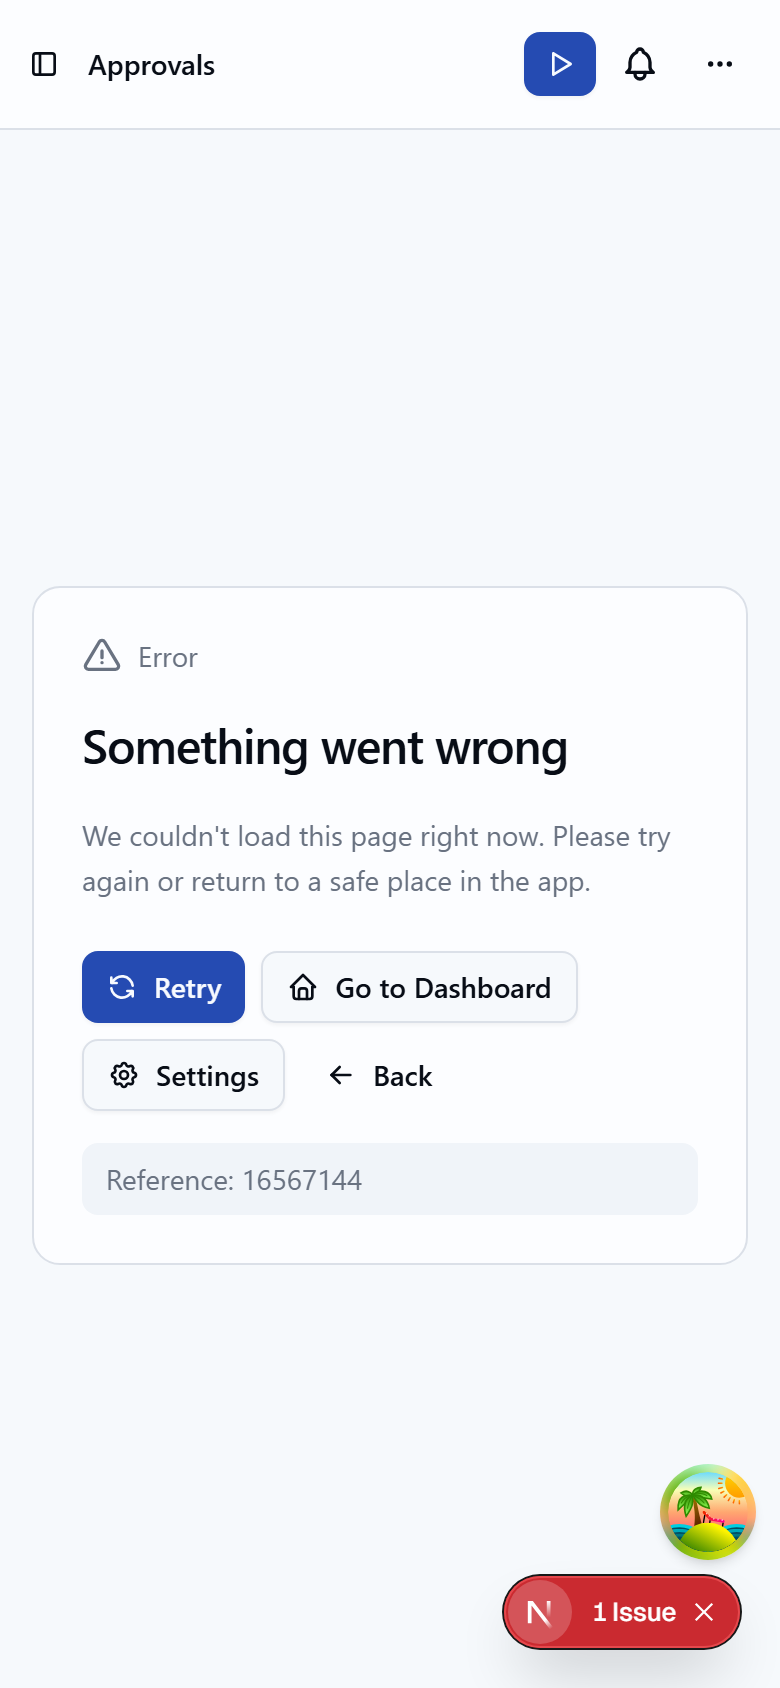 Approvals
Error
Something went wrong
We couldn't load this page right now. Please try
again or return to a safe place in the app.
Retry
Go to Dashboard
Settings
Back
Reference: 16567144
N
1 Issue